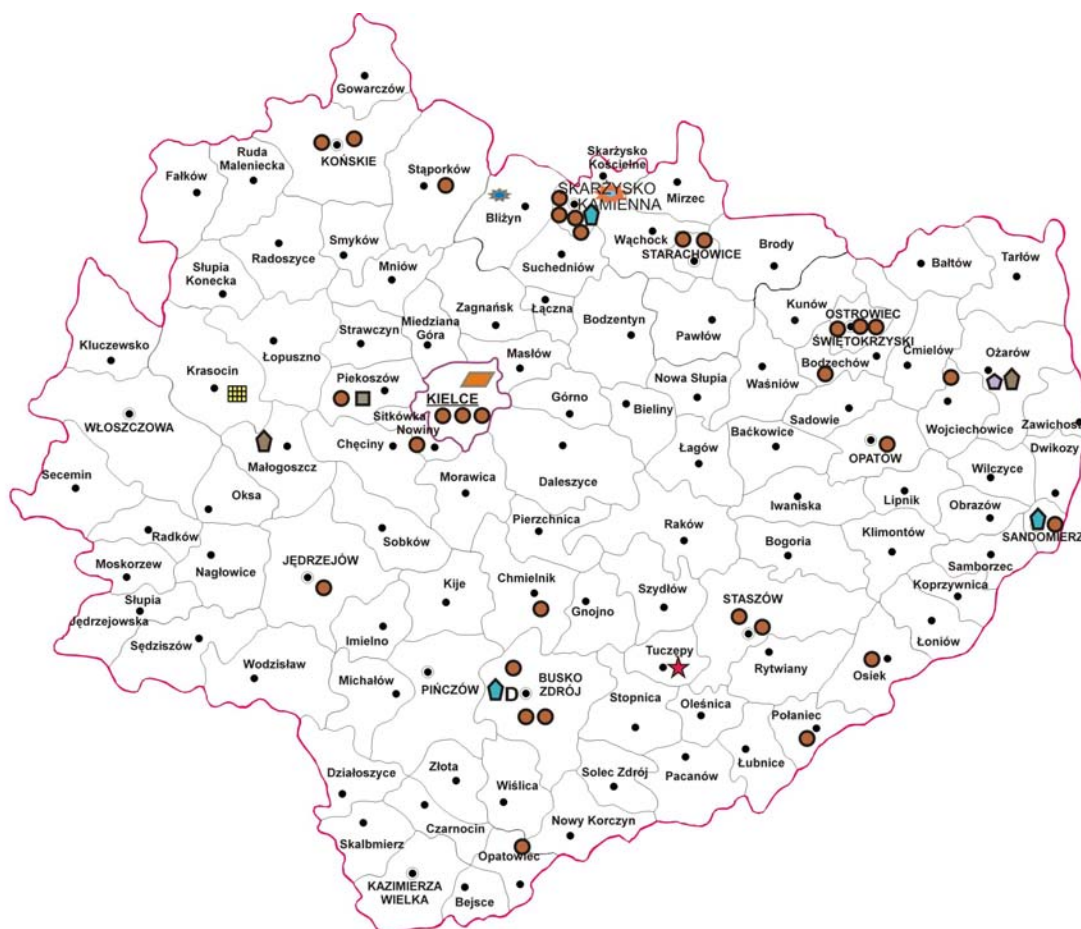 Gowarczów
KOŃSKIE
Ruda
Maleniecka
Fałków
Stąporków
Skarżysko
Kościelne
SKARŻYSKO
KAMIENNA
Mirzec
Bliżyn
Wąchock
STARACHOWICE
Brody
Smyków
Radoszyce
Suchedniów
Bałtów
Tarłów
Słupia
Konecka
Mniów
Zagnańsk
Łączna
Bodzentyn
Pawłów
Kunów
OSTROWIEC
ŚWIĘTOKRZYSKI
Strawczyn
Miedziana
Góra
Kluczewsko
Łopuszno
Masłów
Bodzechów
Ćmielów
Ożarów
Krasocin
Piekoszów
KIELCE
Nowa Słupia
Waśniów
Górno
Bieliny
Sadowie
WŁOSZCZOWA
Sitkówka
Nowiny
Chęciny
Wojciechowice
Zawichost
Małogoszcz
Łagów
Baćkowice
OPATÓW
Dwikozy
Secemin
Morawica
Daleszyce
Wilczyce
Oksa
Lipnik
Iwaniska
Obrazów
Pierzchnica
Radków
Sobków
Raków
Klimontów
SANDOMIERZ
JĘDRZEJÓW
Bogoria
Moskorzew
Nagłowice
Samborzec
Kije
Chmielnik
Koprzywnica
Słupia
Jędrzejowska
Gnojno
Szydłów
STASZÓW
Sędziszów
Imielno
Łoniów
Wodzisław
Tuczępy
Rytwiany
Osiek
Michałów
PIŃCZÓW
D
BUSKO
ZDRÓJ
Stopnica
Oleśnica
Połaniec
Działoszyce
Złota
Wiślica
Solec Zdrój
Pacanów
Łubnice
Czarnocin
Nowy Korczyn
Skalbmierz
Opatowiec
KAZIMIERZA
WIELKA
Bejsce